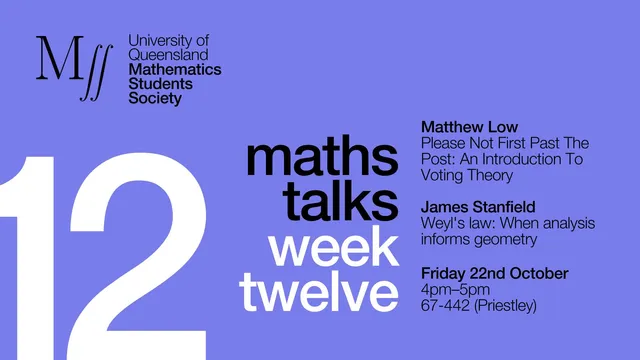 M∫∫
University of
Queensland
Mathematics
Students
Society
12
maths
talks
week
twelve
Matthew Low
Please Not First Past The
Post: An Introduction To
Voting Theory
James Stanfield
Weyl's law: When analysis
informs geometry
Friday 22nd October
4pm–5pm
67-442 (Priestley)